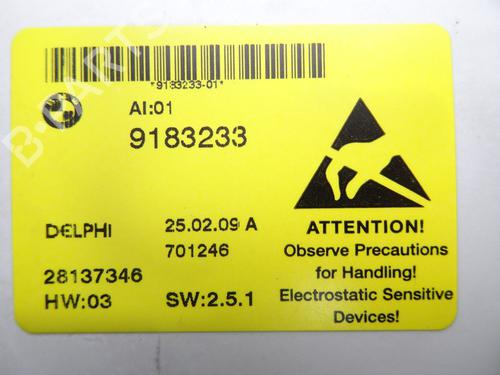 *9183233-01*
AI:01
9183233
DELPHI
25.02.09 A
701246
28137346
HW:03
SW:2.5.1
ATTENTION!
Observe Precautions
for Handling!
Electrostatic Sensitive
Devices!
B-PARTS